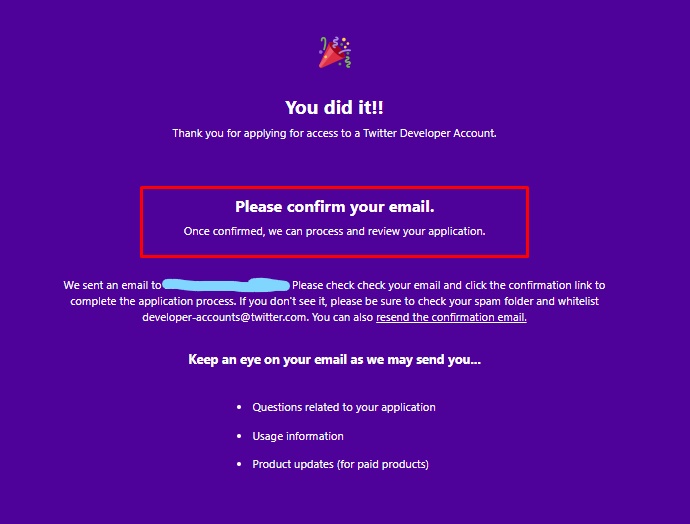 You did it!!
Thank you for applying for access to a Twitter Developer Account.
Please confirm your email.
Once confirmed, we can process and review your application.
We sent an email to Please check check your email and click the confirmation link to
complete the application process. If you don't see it, please be sure to check your spam folder and whitelist
developer-accounts@twitter.com. You can also resend the confirmation email.
Keep an eye on your email as we may send you...
• Questions related to your application
• Usage information
• Product updates (for paid products)